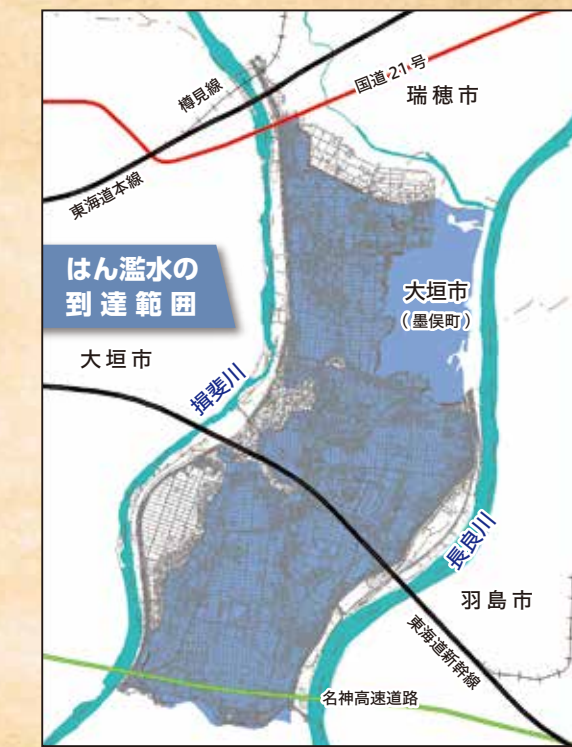 国道21号
樽見線
瑞穂市
東海道本線
はん濫水の
到達範囲
大垣市
(墨俣町)
大垣市
揖斐川
長良川
羽島市
東海道新幹線
名神高速道路